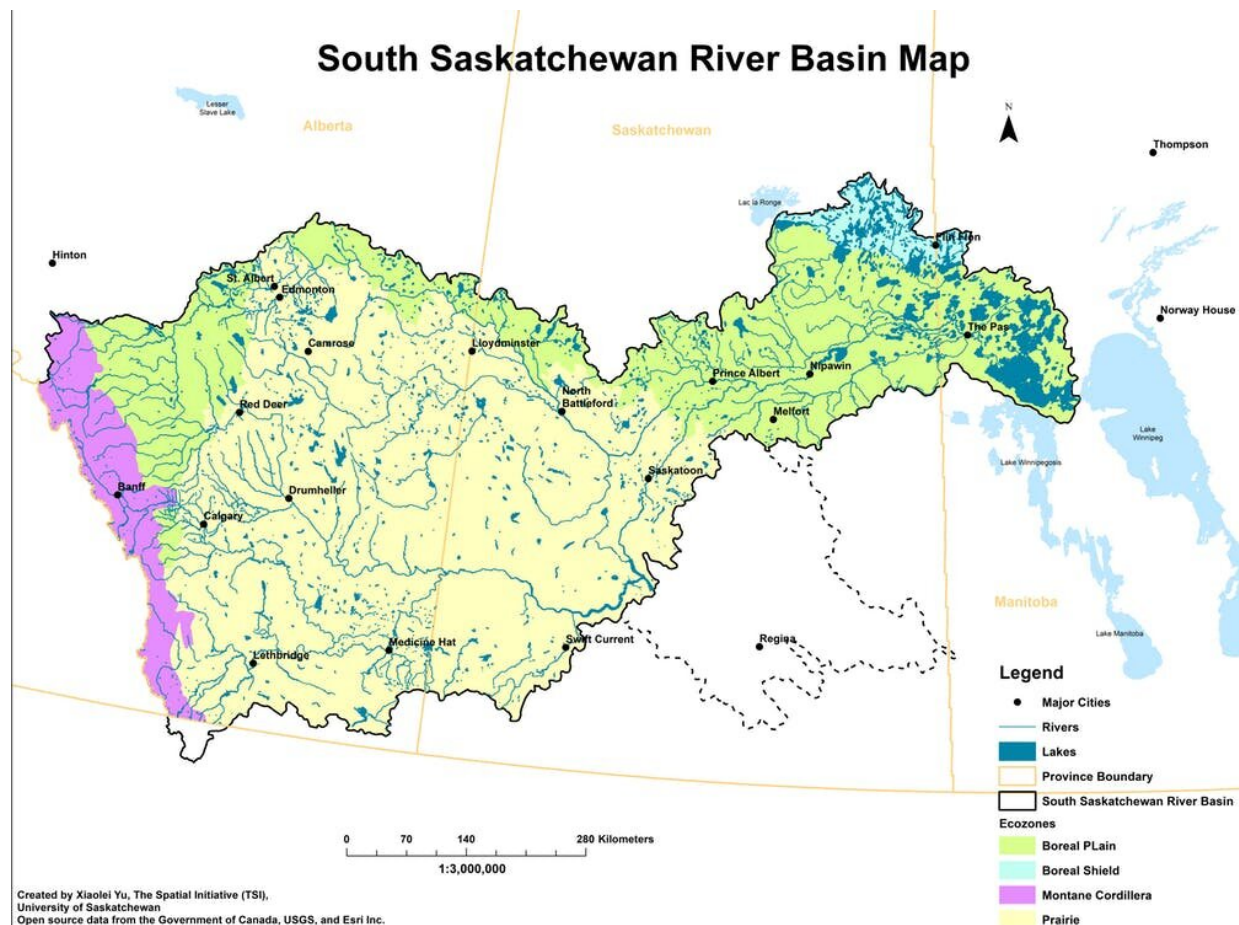 South Saskatchewan River Basin Map
Lesser
Slave Lake
Alberta
Saskatchewan
N
Thompson
Lac la Ronge
Flin Flon
Hinton
St. Albert
Edmonton
Norway House
The Pas
Camrose
Lloydminster
Nipawin
Prince Albert
North
Battleford
Red Deer
Melfort
Lake
Winnipeg
Lake Winnipegosis
Saskatoon
Banff
Drumheller
Calgary
Manitoba
Lake Manitoba
Medicine Hat
Swift Current
Regina
Lethbridge
Legend
Major Cities
Rivers
Lakes
Province Boundary
South Saskatchewan River Basin
Ecozones
Boreal PLain
Boreal Shield
Montane Cordillera
Prairie
0 70 140 280 Kilometers
1:3,000,000
Created by Xiaolei Yu, The Spatial Initiative (TSI),
University of Saskatchewan
Open source data from the Government of Canada, USGS, and Esri Inc.